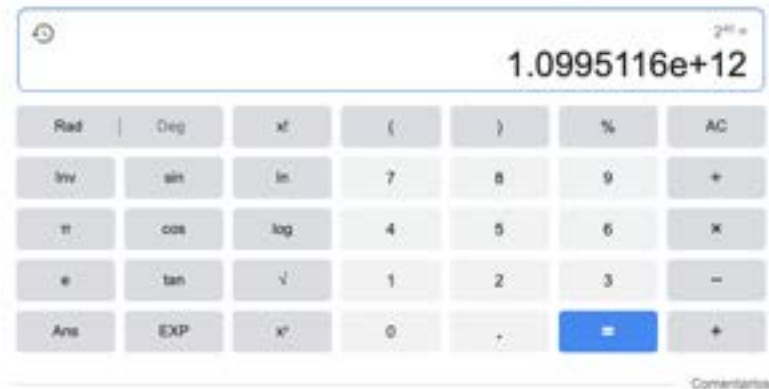 2⁴⁰ =
1.0995116e+12
Rad | Deg x! ( ) % AC
Inv sin ln 7 8 9 ÷
π cos log 4 5 6 ×
e tan √ 1 2 3 −
Ans EXP xʸ 0 , = +
Comentarios